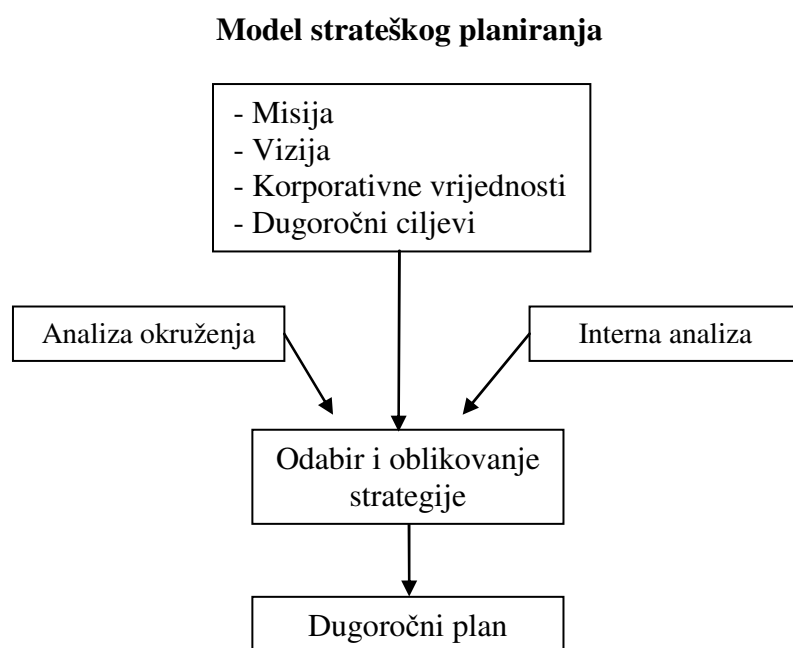 Model strateškog planiranja
- Misija
- Vizija
- Korporativne vrijednosti
- Dugoročni ciljevi
Analiza okruženja
Interna analiza
Odabir i oblikovanje
strategije
Dugoročni plan